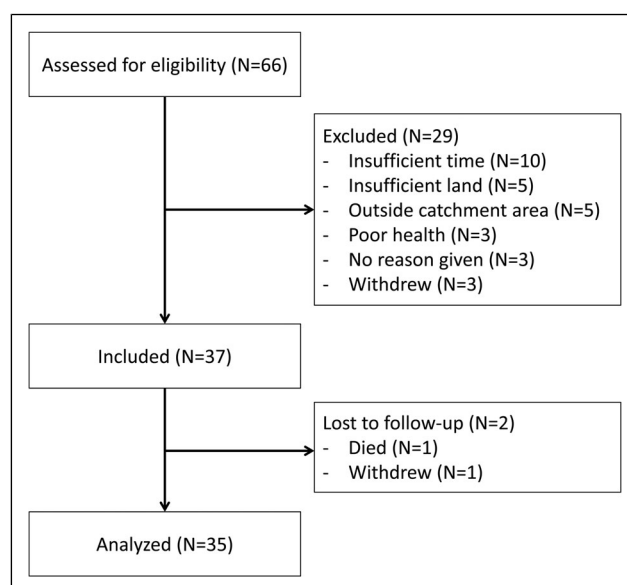 Assessed for eligibility (N=66)
Excluded (N=29)
- Insufficient time (N=10)
- Insufficient land (N=5)
- Outside catchment area (N=5)
- Poor health (N=3)
- No reason given (N=3)
- Withdrew (N=3)
Included (N=37)
Lost to follow-up (N=2)
- Died (N=1)
- Withdrew (N=1)
Analyzed (N=35)